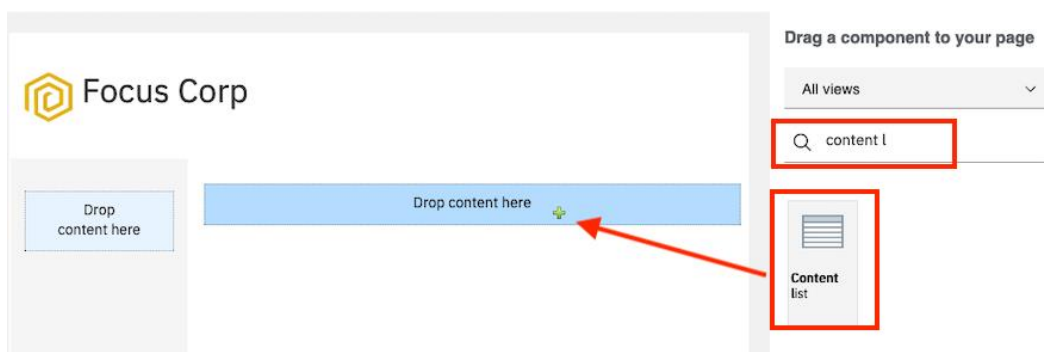 Drag a component to your page
Focus Corp
All views
content l
Drop
content here
Drop content here
Content
list